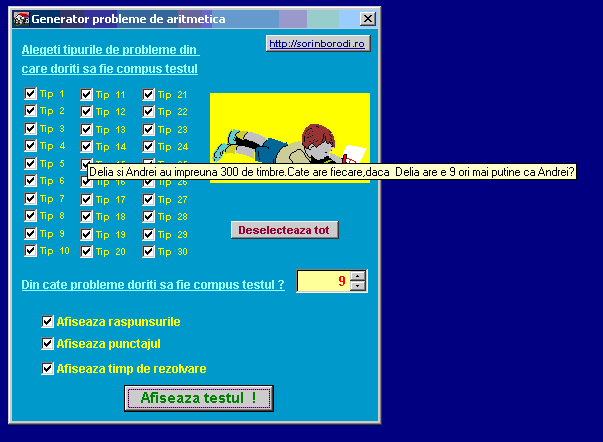 Generator probleme de aritmetica
Alegeti tipurile de probleme din
care doriti sa fie compus testul
http://sorinborodi.ro
Tip 1 Tip 11 Tip 21
Tip 2 Tip 12 Tip 22
Tip 3 Tip 13 Tip 23
Tip 4 Tip 14 Tip 24
Tip 5
Delia si Andrei au impreuna 300 de timbre.Cate are fiecare,daca Delia are e 9 ori mai putine ca Andrei?
Tip 6 Tip 16 Tip 26
Tip 7 Tip 17 Tip 27
Tip 8 Tip 18 Tip 28
Tip 9 Tip 19 Tip 29
Tip 10 Tip 20 Tip 30
Deselecteaza tot
Din cate probleme doriti sa fie compus testul ? 9
Afiseaza raspunsurile
Afiseaza punctajul
Afiseaza timp de rezolvare
Afiseaza testul !